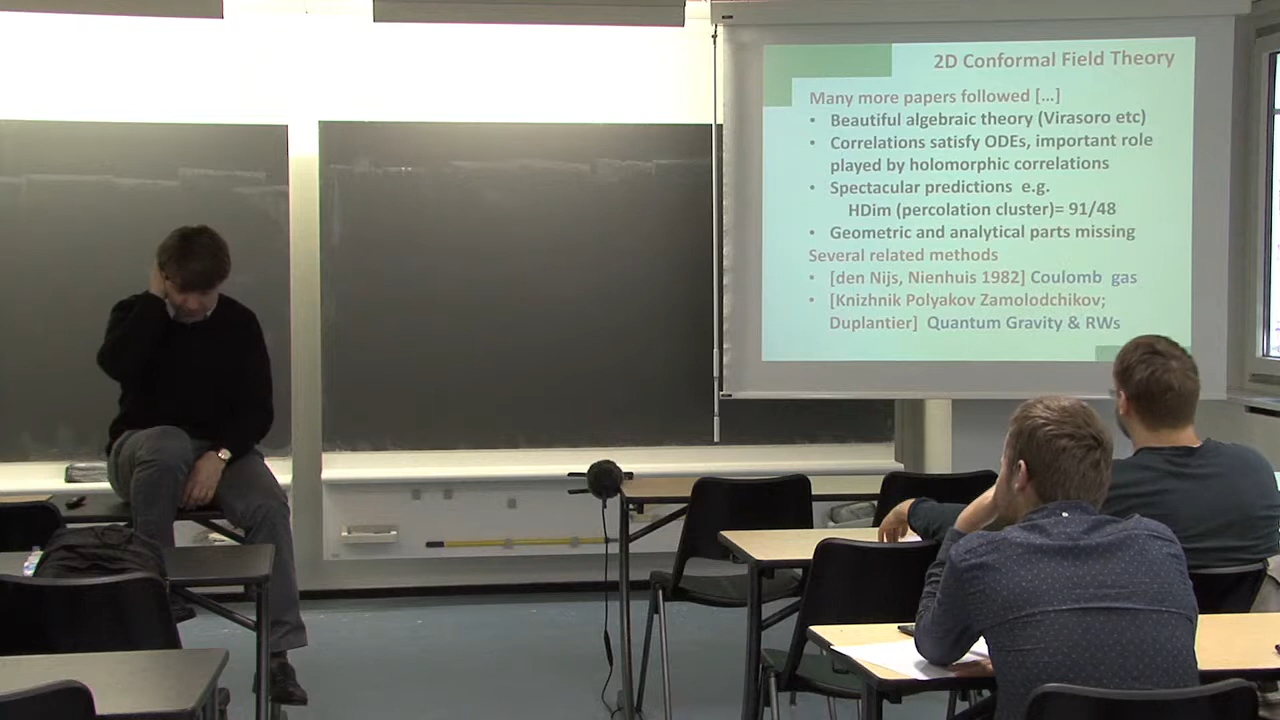 2D Conformal Field Theory
Many more papers followed […]
• Beautiful algebraic theory (Virasoro etc)
• Correlations satisfy ODEs, important role
played by holomorphic correlations
• Spectacular predictions e.g.
HDim (percolation cluster)= 91/48
• Geometric and analytical parts missing
Several related methods
• [den Nijs, Nienhuis 1982] Coulomb gas
• [Knizhnik Polyakov Zamolodchikov;
Duplantier] Quantum Gravity & RWs